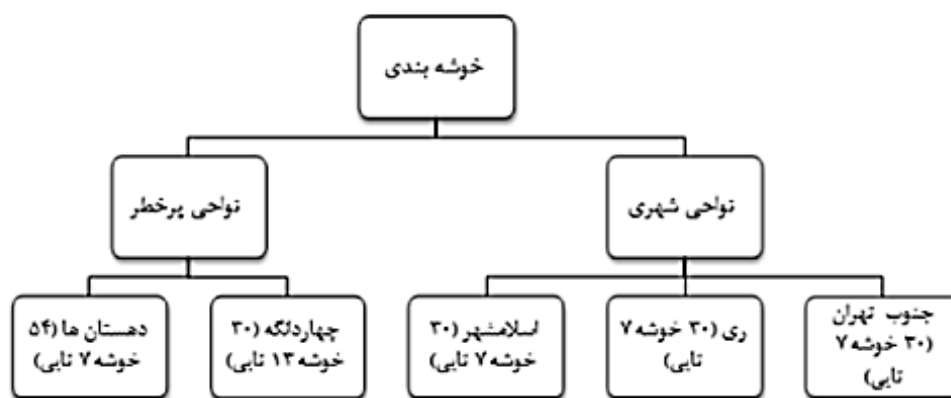 خوشه بندی
نواحی شهری
نواحی پرخطر
جنوب تهران
(۳۰ خوشه ۷
تایی)
ری (۳۰ خوشه ۷
تایی)
اسلامشهر (۳۰
خوشه ۷ تایی)
چهاردانگه (۳۰
خوشه ۱۳ تایی)
دهستان ها (۵۴
خوشه ۷ تایی)